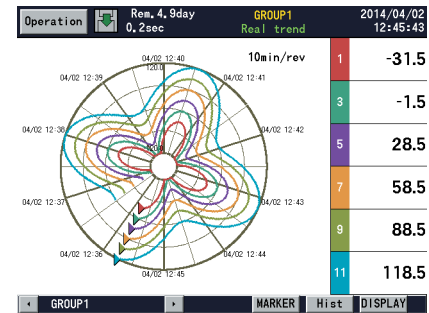 Operation
Rem.4.9day
0.2sec
GROUP1
Real trend
2014/04/02
12:45:43
10min/rev
04/02 12:40
120.0
04/02 12:39
04/02 12:41
04/02 12:38
04/02 12:42
04/02 12:37
04/02 12:43
04/02 12:36
04/02 12:44
04/02 12:45
1 -31.5
3 -1.5
5 28.5
7 58.5
9 88.5
11 118.5
GROUP1
MARKER
Hist
DISPLAY